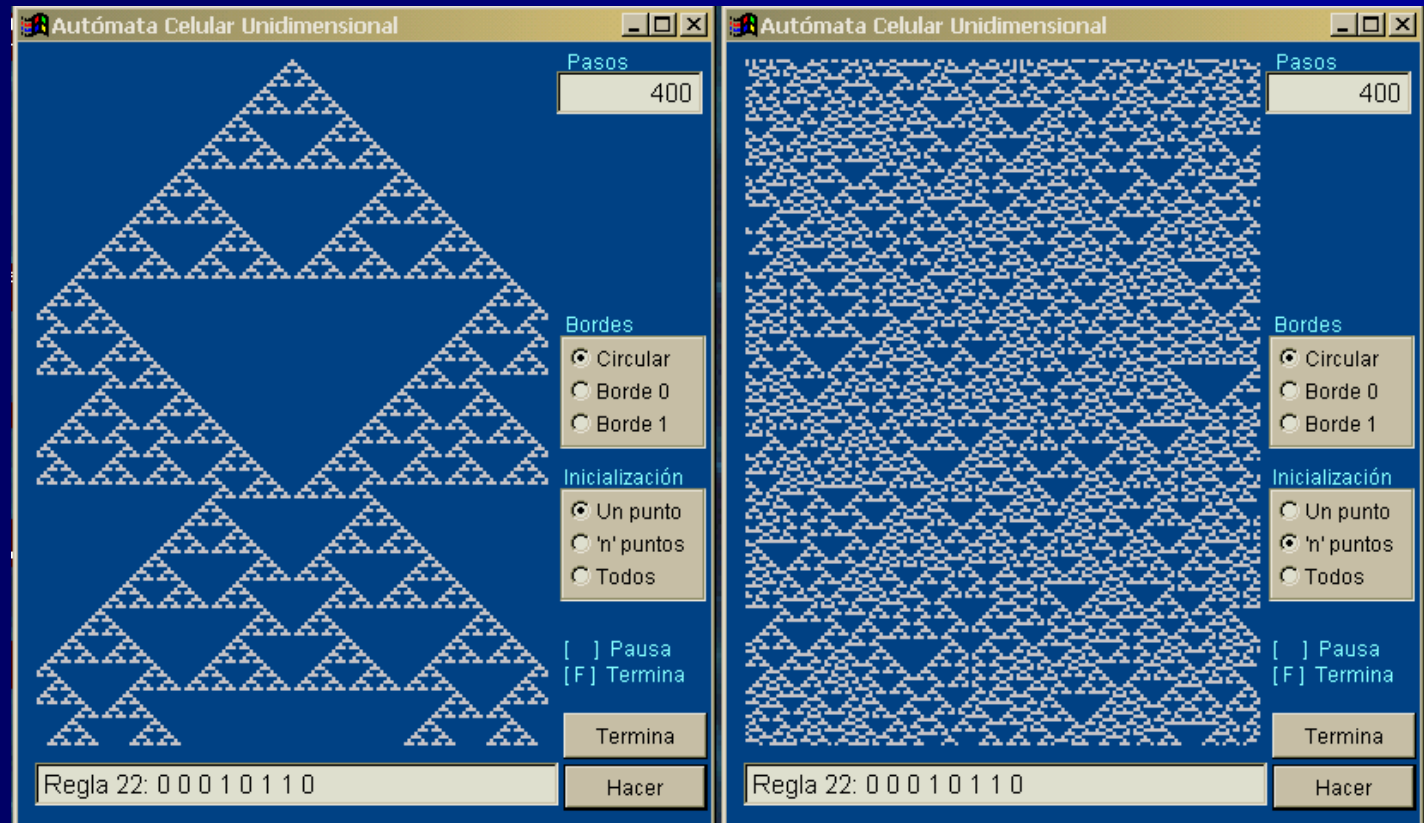 Autómata Celular Unidimensional
Pasos
400
Bordes
Circular
Borde 0
Borde 1
Inicialización
Un punto
'n' puntos
Todos
[ ] Pausa
[F] Termina
Termina
Regla 22: 0 0 0 1 0 1 1 0
Hacer
Autómata Celular Unidimensional
Pasos
400
Bordes
Circular
Borde 0
Borde 1
Inicialización
Un punto
'n' puntos
Todos
[ ] Pausa
[F] Termina
Termina
Regla 22: 0 0 0 1 0 1 1 0
Hacer